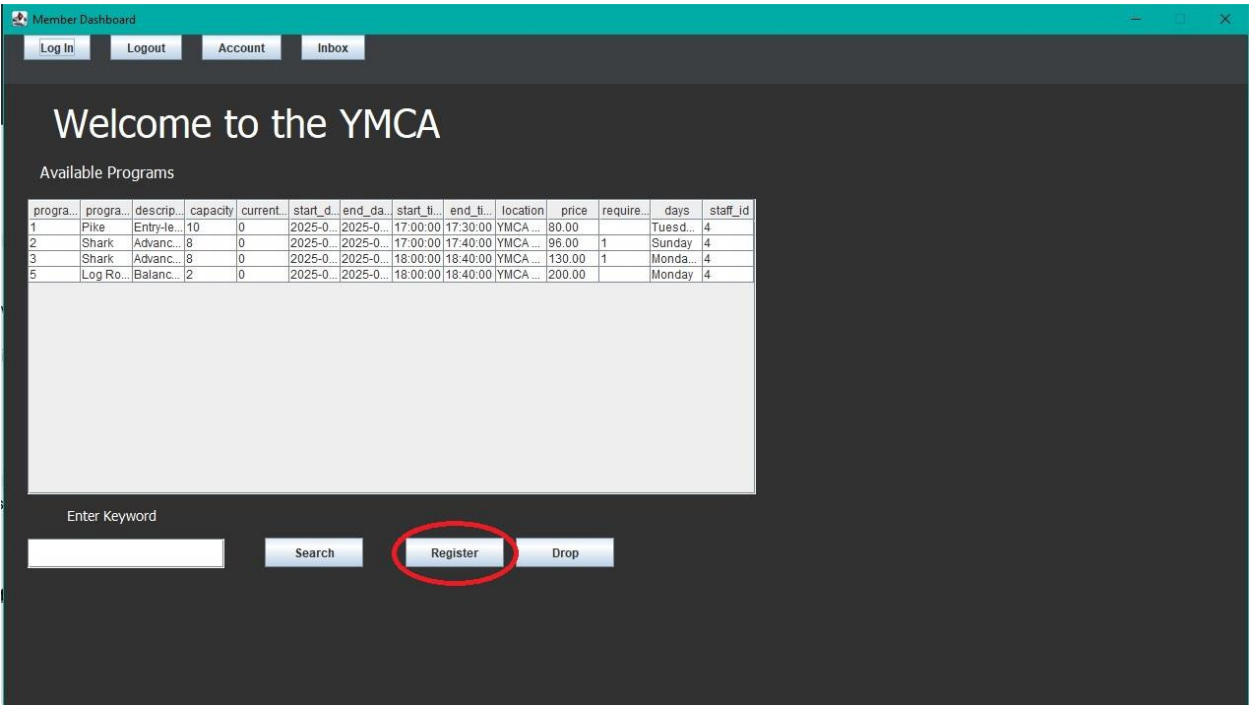 Member Dashboard
Log In Logout Account Inbox
Welcome to the YMCA
Available Programs
progra... progra... descrip... capacity current... start_d... end_da... start_ti... end_ti... location price require... days staff_id
1 Pike Entry-le... 10 0 2025-0... 2025-0... 17:00:00 17:30:00 YMCA ... 80.00 Tuesd... 4
2 Shark Advanc... 8 0 2025-0... 2025-0... 17:00:00 17:40:00 YMCA ... 96.00 1 Sunday 4
3 Shark Advanc... 8 0 2025-0... 2025-0... 18:00:00 18:40:00 YMCA ... 130.00 1 Monda... 4
5 Log Ro... Balanc... 2 0 2025-0... 2025-0... 18:00:00 18:40:00 YMCA ... 200.00 Monday 4
Enter Keyword
Search Register Drop